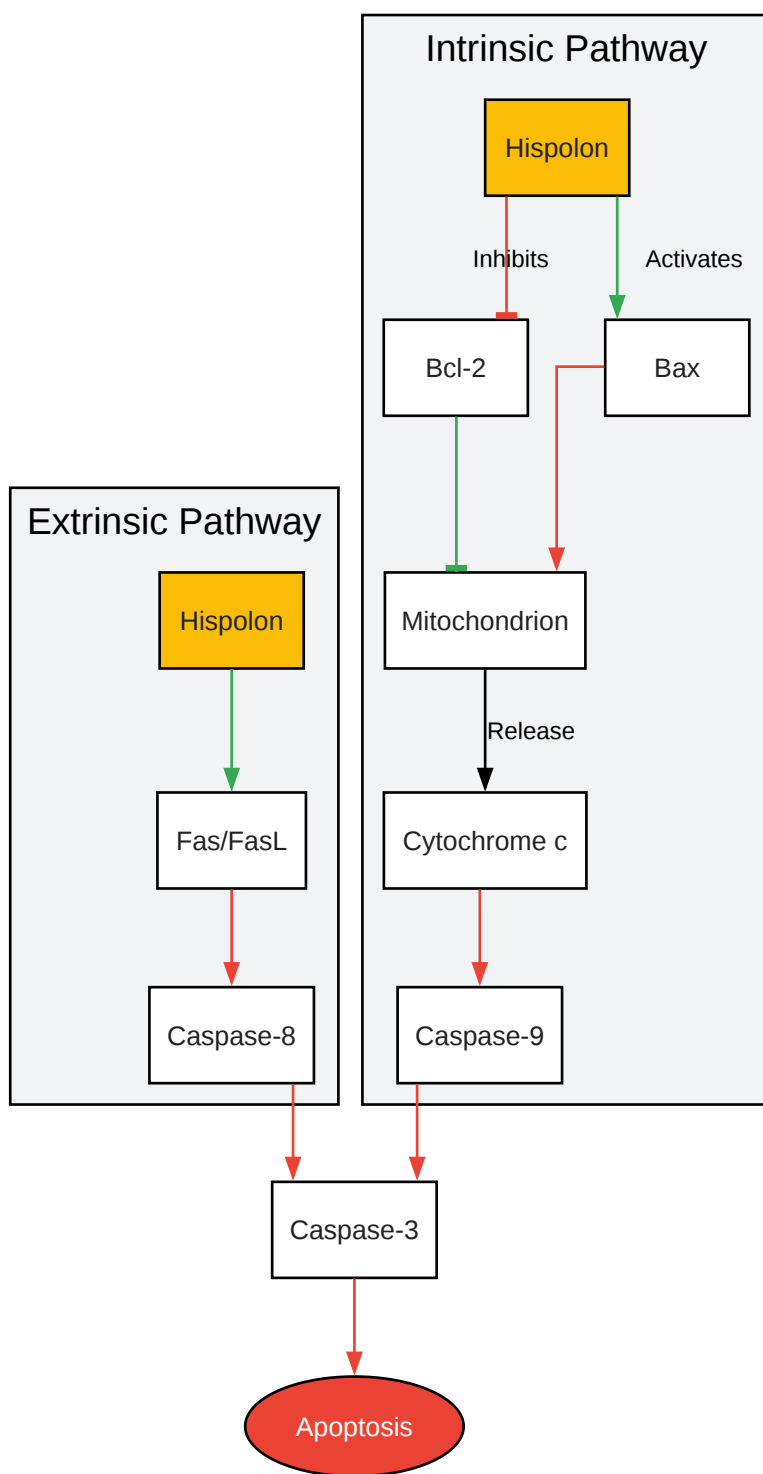 Intrinsic Pathway
Hispolon
Inhibits
Activates
Bcl-2
Bax
Extrinsic Pathway
Hispolon
Mitochondrion
Release
Fas/FasL
Cytochrome c
Caspase-8
Caspase-9
Caspase-3
Apoptosis